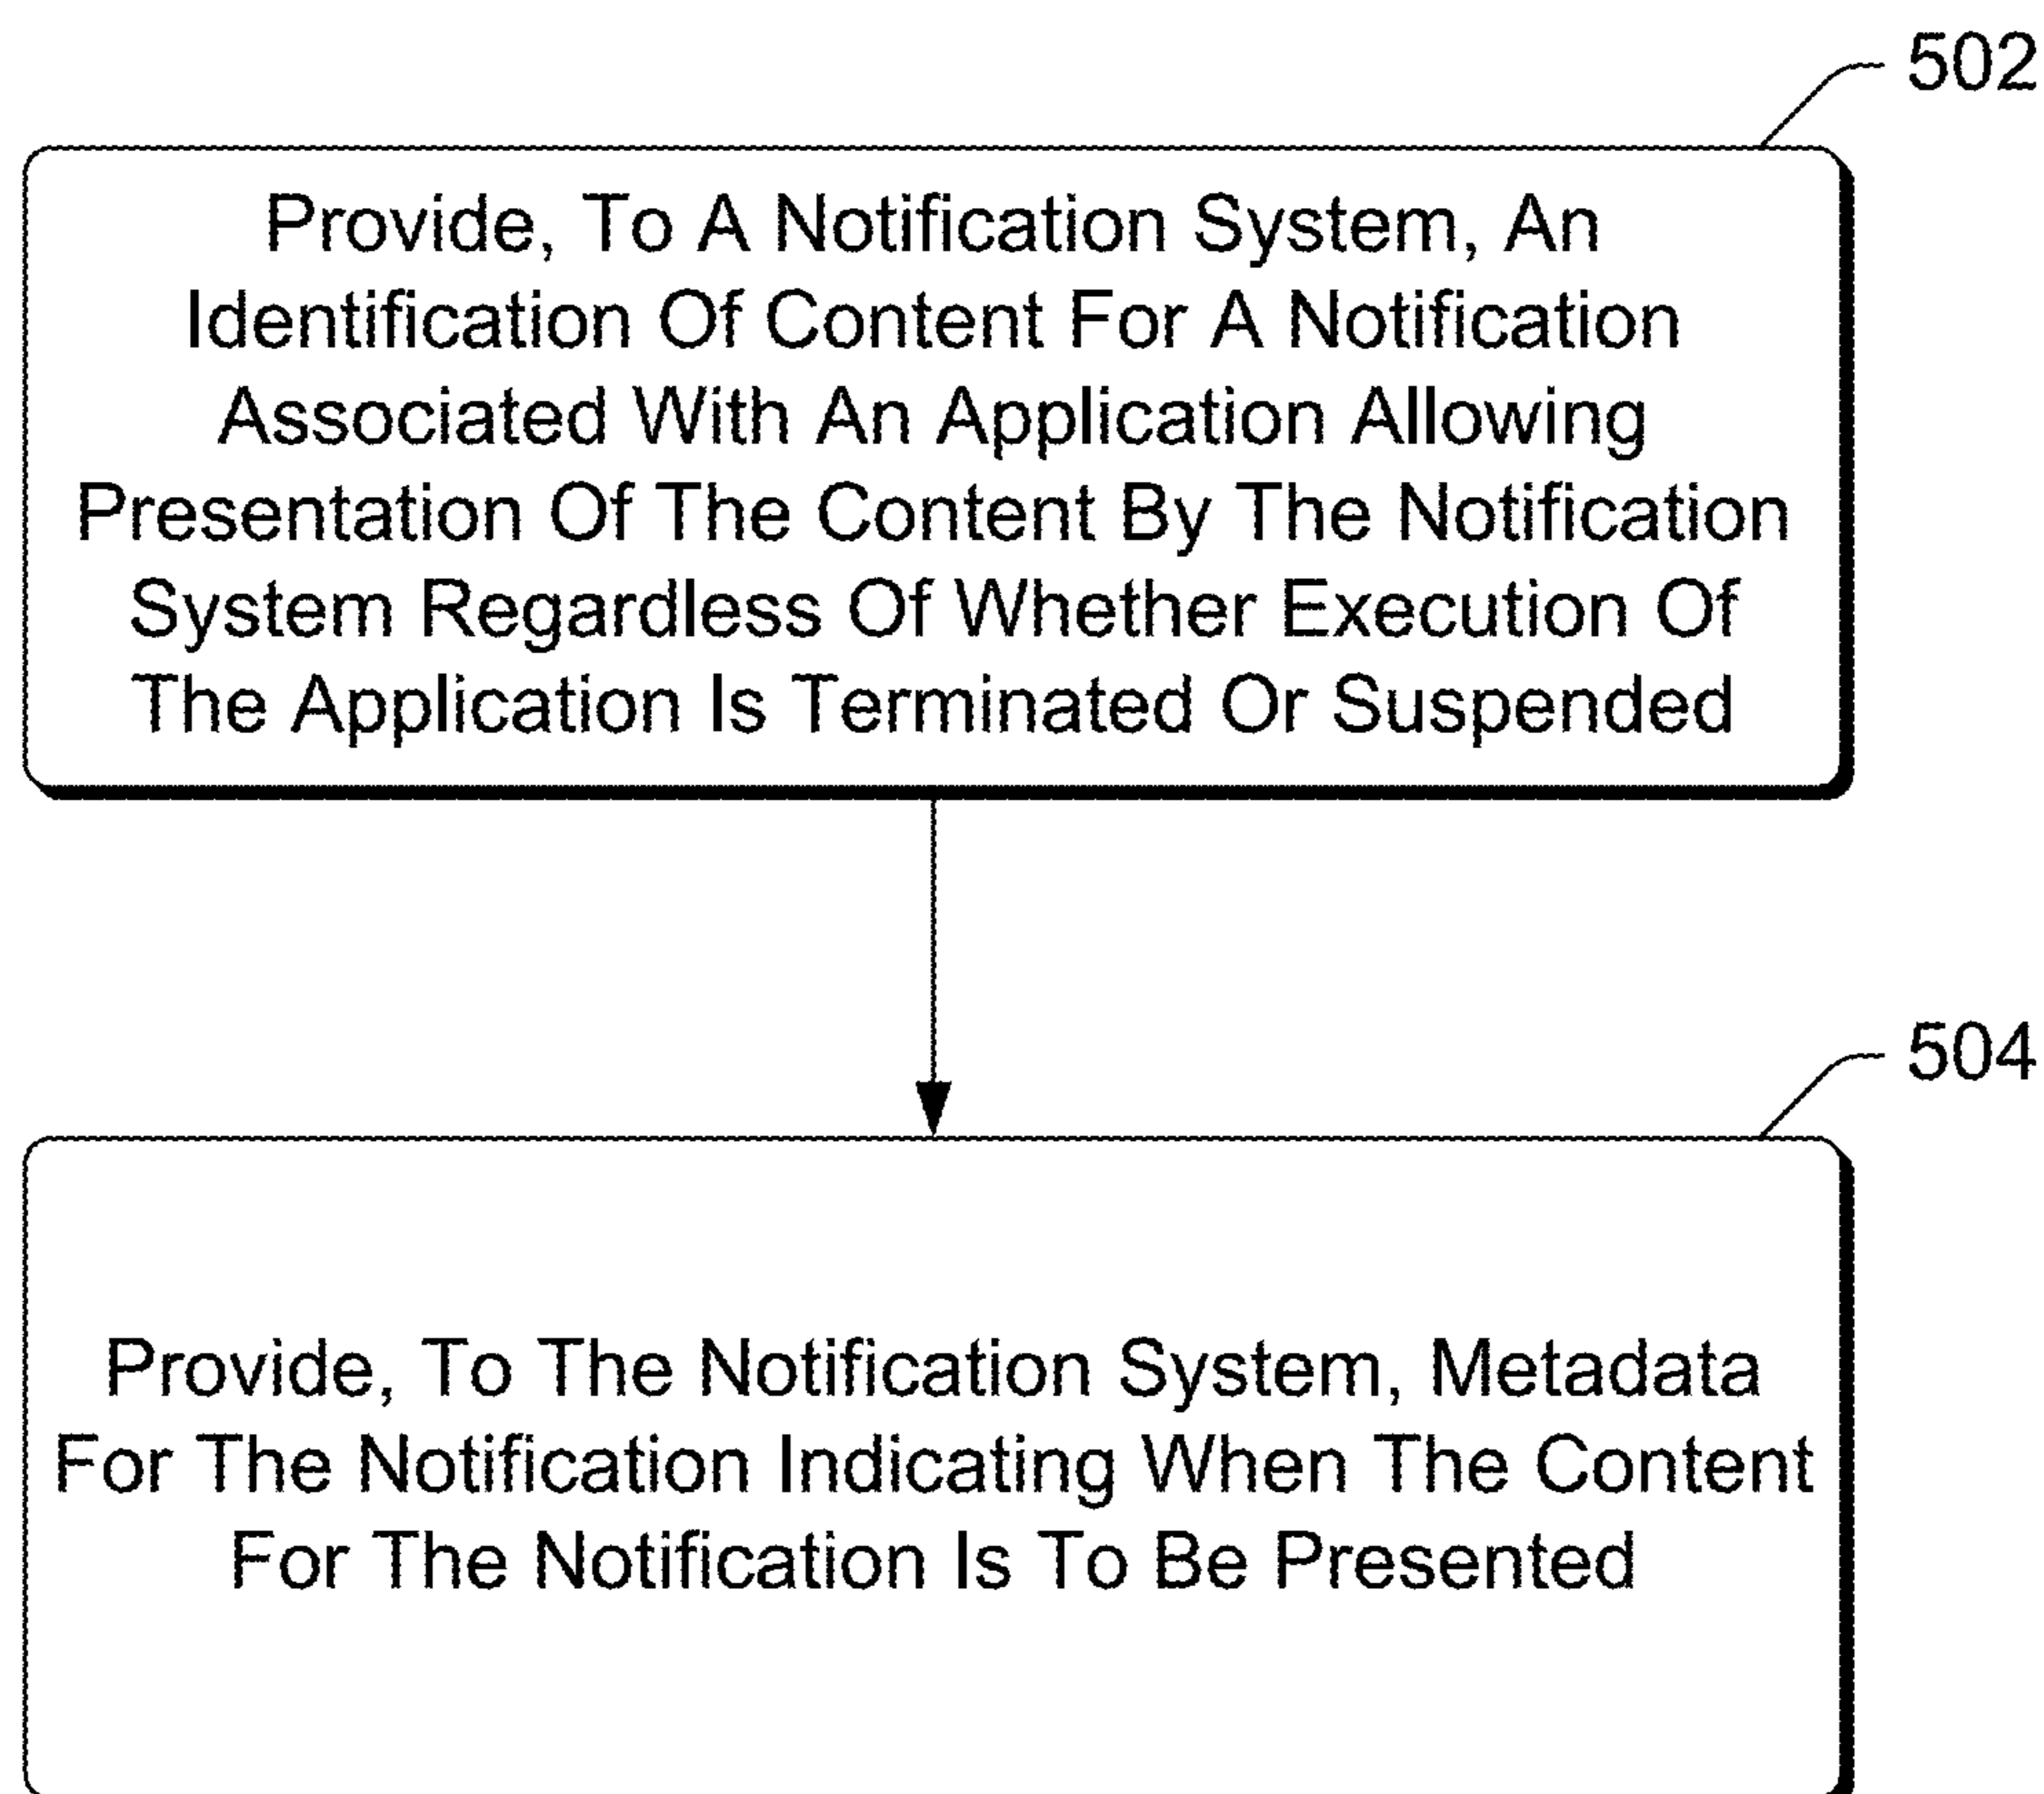 502
Provide, To A Notification System, An
Identification Of Content For A Notification
Associated With An Application Allowing
Presentation Of The Content By The Notification
System Regardless Of Whether Execution Of
The Application Is Terminated Or Suspended
504
Provide, To The Notification System, Metadata
For The Notification Indicating When The Content
For The Notification Is To Be Presented